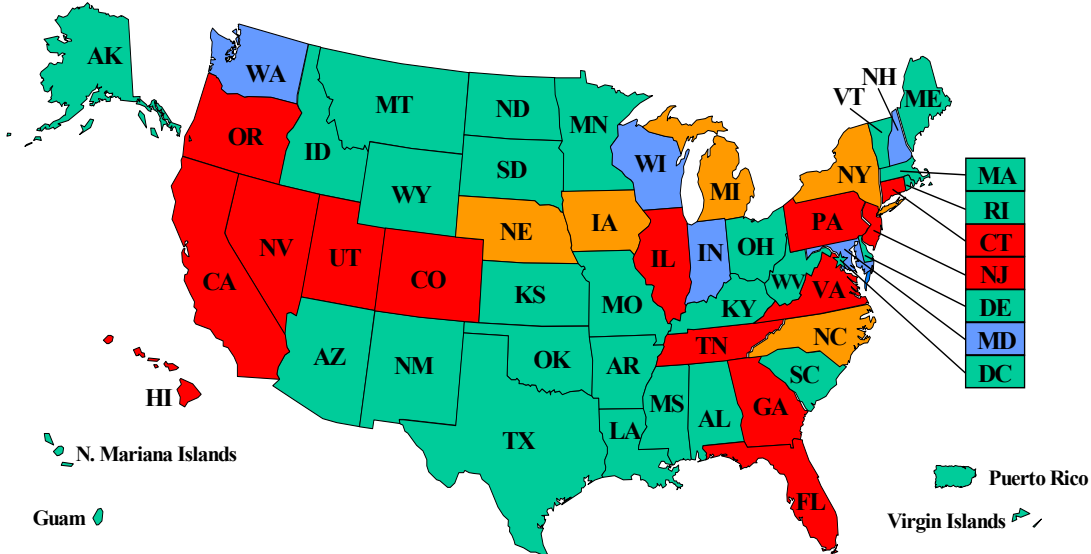 AK
WA
MT
ND
MN
VT
NH
ME
OR
ID
SD
WI
MI
NY
MA
WY
RI
NE
IA
PA
CT
NV
UT
CO
IL
IN
OH
NJ
CA
KS
MO
WV
VA
KY
DE
TN
NC
MD
AZ
NM
OK
AR
SC
DC
HI
MS
AL
GA
TX
LA
N. Mariana Islands
FL
Puerto Rico
Guam
Virgin Islands